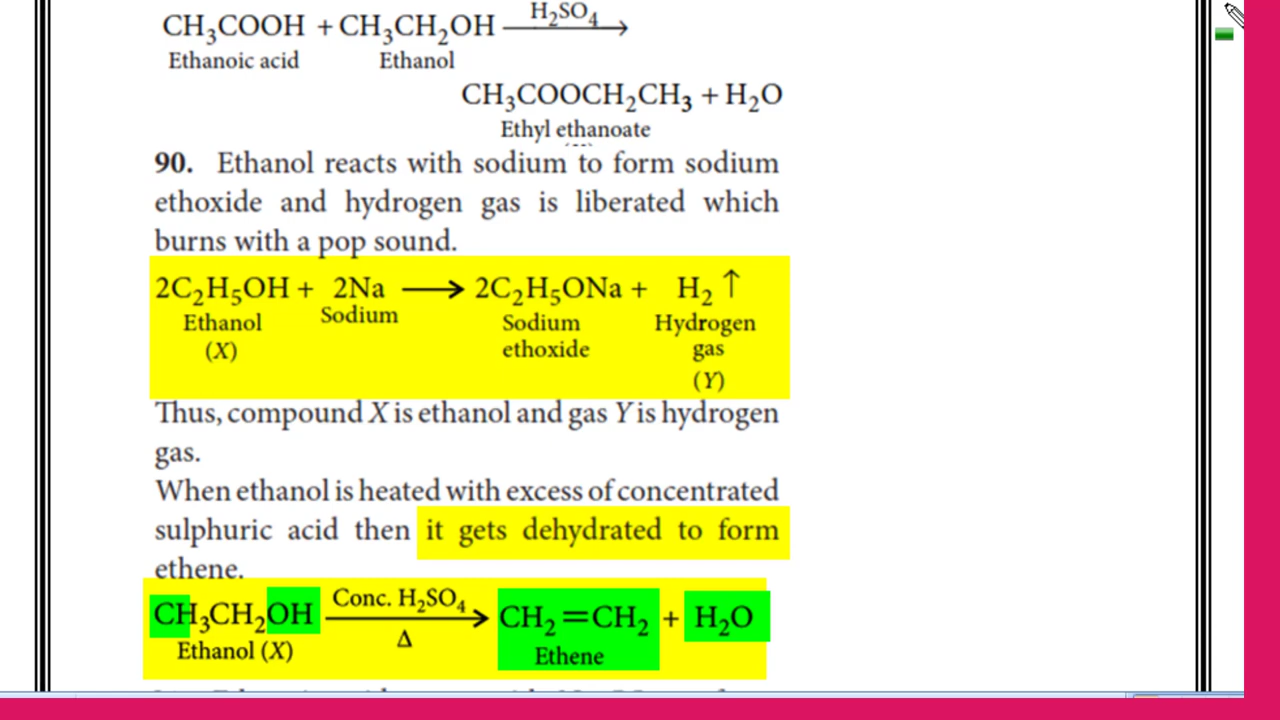 CH₃COOH + CH₃CH₂OH —H₂SO₄→
Ethanoic acid Ethanol
CH₃COOCH₂CH₃ + H₂O
Ethyl ethanoate
90. Ethanol reacts with sodium to form sodium
ethoxide and hydrogen gas is liberated which
burns with a pop sound.
2C₂H₅OH + 2Na ⟶ 2C₂H₅ONa + H₂ ↑
Ethanol Sodium Sodium Hydrogen
(X) ethoxide gas
(Y)
Thus, compound X is ethanol and gas Y is hydrogen
gas.
When ethanol is heated with excess of concentrated
sulphuric acid then it gets dehydrated to form
ethene.
Conc. H₂SO₄
CH₃CH₂OH ⟶ CH₂=CH₂ + H₂O
Δ
Ethanol (X) Ethene